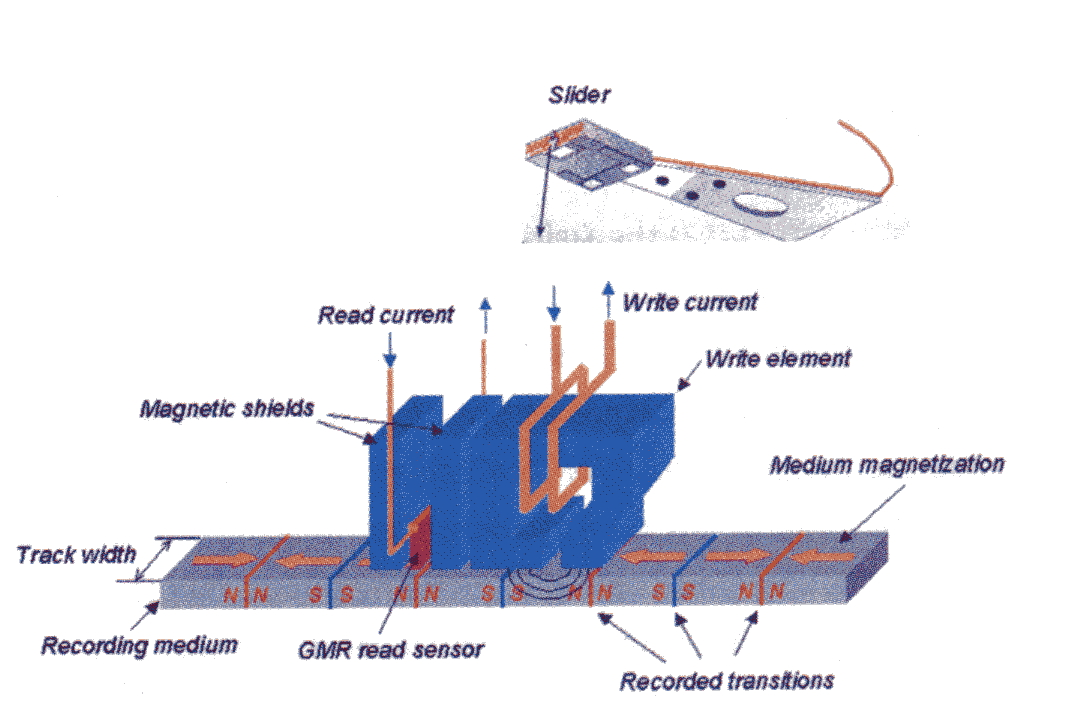 Slider
Read current
Write current
Write element
Magnetic shields
Medium magnetization
Track width
N N S S N N S S N N S S N N
Recording medium
GMR read sensor
Recorded transitions